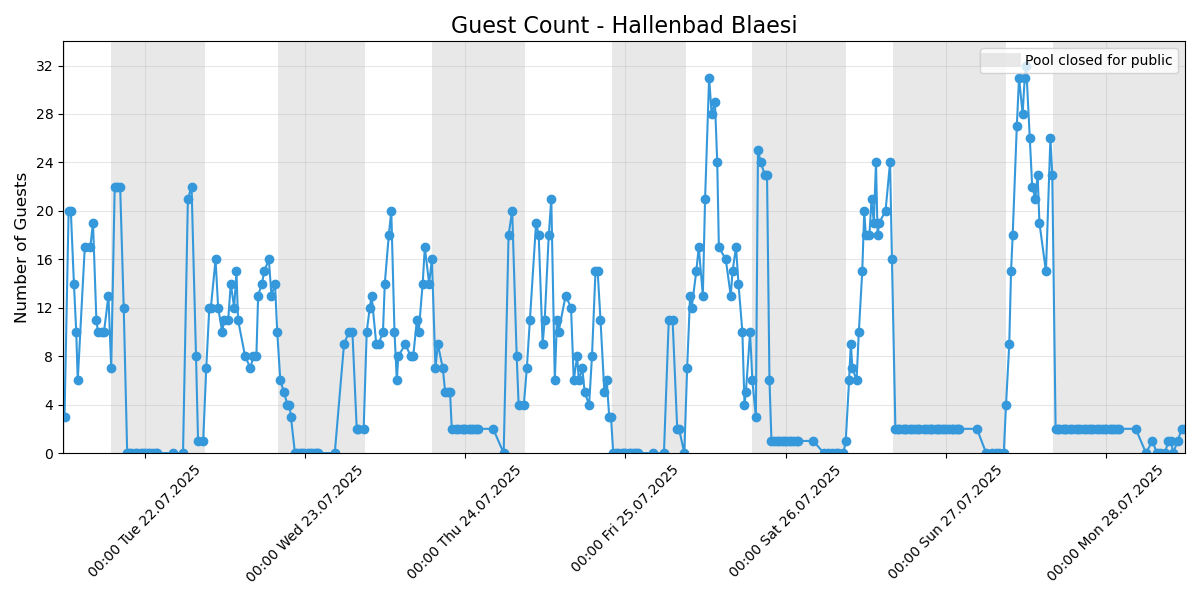 Guest Count - Hallenbad Blaesi
Pool closed for public
Number of Guests
32
28
24
20
16
12
8
4
0
00:00 Tue 22.07.2025
00:00 Wed 23.07.2025
00:00 Thu 24.07.2025
00:00 Fri 25.07.2025
00:00 Sat 26.07.2025
00:00 Sun 27.07.2025
00:00 Mon 28.07.2025